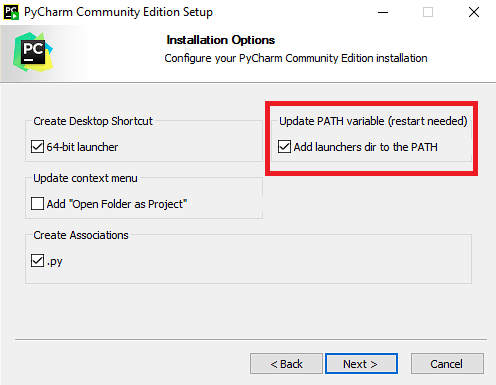 PyCharm Community Edition Setup
PC
Installation Options
Configure your PyCharm Community Edition installation
Create Desktop Shortcut
64-bit launcher
Update PATH variable (restart needed)
Add launchers dir to the PATH
Update context menu
Add "Open Folder as Project"
Create Associations
.py
< Back
Next >
Cancel